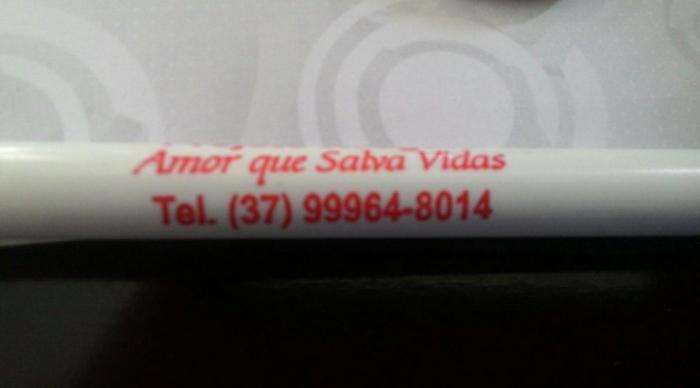 Amor que Salva Vidas
Tel. (37) 99964-8014